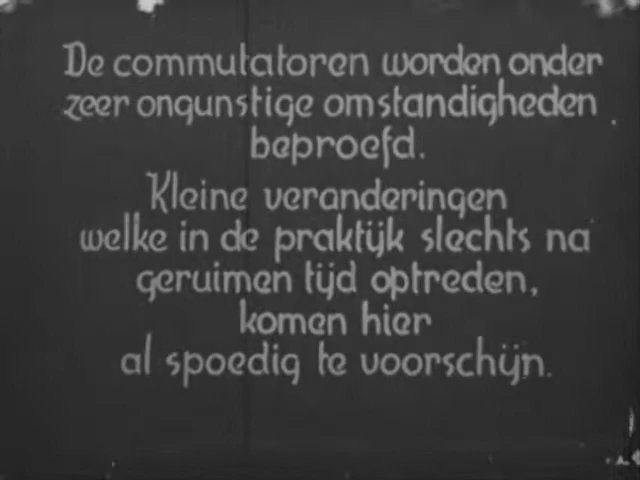 De commutatoren worden onder
zeer ongunstige omstandigheden
beproefd.
Kleine veranderingen
welke in de praktijk slechts na
geruimen tijd optreden,
komen hier
al spoedig te voorschijn.